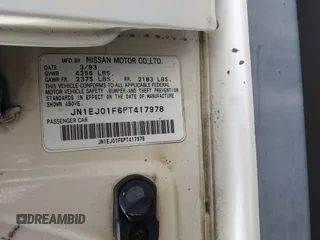 MFD.BY NISSAN MOTOR CO.,LTD.
DATE 3/93
GVWR 4256 LBS.
GAWR FR 2375 LBS. RR 2183 LBS.
THIS VEHICLE CONFORMS TO ALL APPLICABLE FEDERAL
MOTOR VEHICLE SAFETY,BUMPER,AND THEFT PREVENTION
STANDARDS IN EFFECT ON THE DATE OF MANUFACTURE
SHOWN ABOVE.
JN1EJ01F6PT417978
PASSENGER CAR
JN1EJ01F6PT417978
DREAMBID